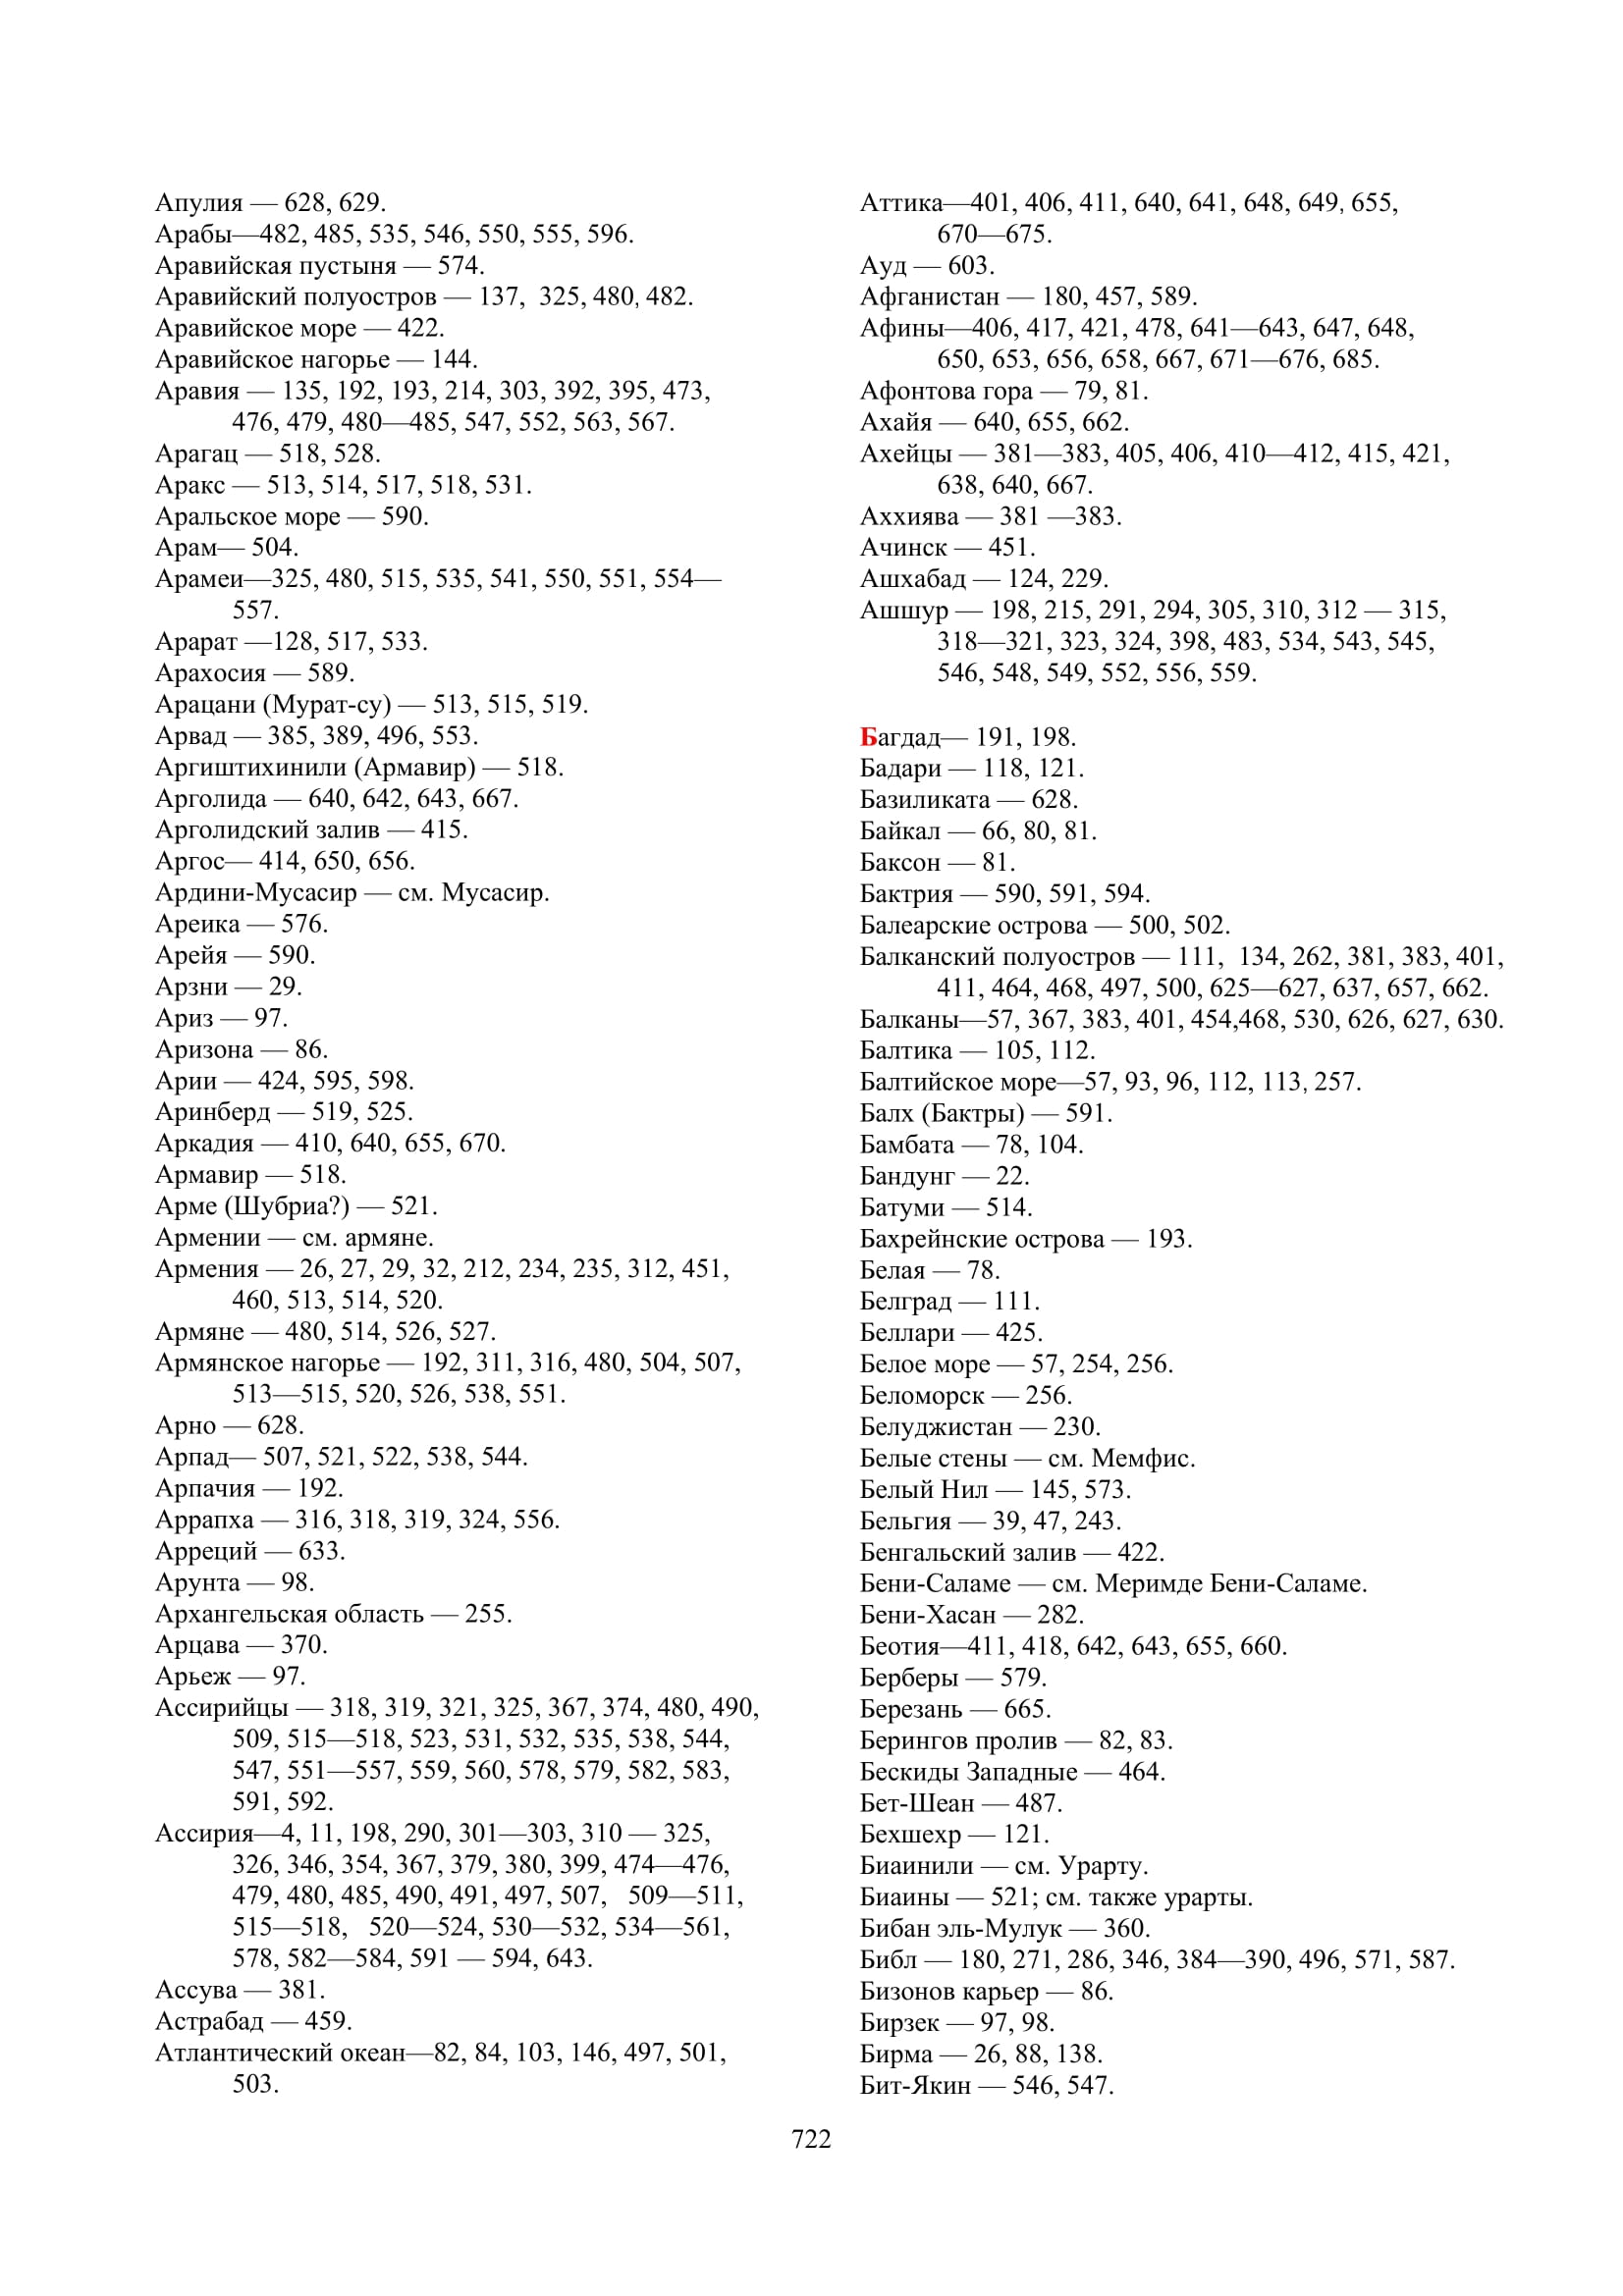 Апулия — 628, 629.
Арабы—482, 485, 535, 546, 550, 555, 596.
Аравийская пустыня — 574.
Аравийский полуостров — 137, 325, 480, 482.
Аравийское море — 422.
Аравийское нагорье — 144.
Аравия — 135, 192, 193, 214, 303, 392, 395, 473,
476, 479, 480—485, 547, 552, 563, 567.
Арагац — 518, 528.
Аракс — 513, 514, 517, 518, 531.
Аральское море — 590.
Арам— 504.
Арамеи—325, 480, 515, 535, 541, 550, 551, 554—
557.
Арарат —128, 517, 533.
Арахосия — 589.
Арацани (Мурат-су) — 513, 515, 519.
Арвад — 385, 389, 496, 553.
Аргиштихинили (Армавир) — 518.
Арголида — 640, 642, 643, 667.
Арголидский залив — 415.
Аргос— 414, 650, 656.
Ардини-Мусасир — см. Мусасир.
Ареика — 576.
Арейя — 590.
Арзни — 29.
Ариз — 97.
Аризона — 86.
Арии — 424, 595, 598.
Аринберд — 519, 525.
Аркадия — 410, 640, 655, 670.
Армавир — 518.
Арме (Шубриа?) — 521.
Армении — см. армяне.
Армения — 26, 27, 29, 32, 212, 234, 235, 312, 451,
460, 513, 514, 520.
Армяне — 480, 514, 526, 527.
Армянское нагорье — 192, 311, 316, 480, 504, 507,
513—515, 520, 526, 538, 551.
Арно — 628.
Арпад— 507, 521, 522, 538, 544.
Арпачия — 192.
Аррапха — 316, 318, 319, 324, 556.
Арреций — 633.
Арунта — 98.
Архангельская область — 255.
Арцава — 370.
Арьеж — 97.
Ассирийцы — 318, 319, 321, 325, 367, 374, 480, 490,
509, 515—518, 523, 531, 532, 535, 538, 544,
547, 551—557, 559, 560, 578, 579, 582, 583,
591, 592.
Ассирия—4, 11, 198, 290, 301—303, 310 — 325,
326, 346, 354, 367, 379, 380, 399, 474—476,
479, 480, 485, 490, 491, 497, 507, 509—511,
515—518, 520—524, 530—532, 534—561,
578, 582—584, 591 — 594, 643.
Ассува — 381.
Астрабад — 459.
Атлантический океан—82, 84, 103, 146, 497, 501,
503.
Аттика—401, 406, 411, 640, 641, 648, 649, 655,
670—675.
Ауд — 603.
Афганистан — 180, 457, 589.
Афины—406, 417, 421, 478, 641—643, 647, 648,
650, 653, 656, 658, 667, 671—676, 685.
Афонтова гора — 79, 81.
Ахайя — 640, 655, 662.
Ахейцы — 381—383, 405, 406, 410—412, 415, 421,
638, 640, 667.
Аххиява — 381 —383.
Ачинск — 451.
Ашхабад — 124, 229.
Ашшур — 198, 215, 291, 294, 305, 310, 312 — 315,
318—321, 323, 324, 398, 483, 534, 543, 545,
546, 548, 549, 552, 556, 559.
Багдад— 191, 198.
Бадари — 118, 121.
Базиликата — 628.
Байкал — 66, 80, 81.
Баксон — 81.
Бактрия — 590, 591, 594.
Балеарские острова — 500, 502.
Балканский полуостров — 111, 134, 262, 381, 383, 401,
411, 464, 468, 497, 500, 625—627, 637, 657, 662.
Балканы—57, 367, 383, 401, 454,468, 530, 626, 627, 630.
Балтика — 105, 112.
Балтийское море—57, 93, 96, 112, 113, 257.
Балх (Бактры) — 591.
Бамбата — 78, 104.
Бандунг — 22.
Батуми — 514.
Бахрейнские острова — 193.
Белая — 78.
Белград — 111.
Беллари — 425.
Белое море — 57, 254, 256.
Беломорск — 256.
Белуджистан — 230.
Белые стены — см. Мемфис.
Белый Нил — 145, 573.
Бельгия — 39, 47, 243.
Бенгальский залив — 422.
Бени-Саламе — см. Меримде Бени-Саламе.
Бени-Хасан — 282.
Беотия—411, 418, 642, 643, 655, 660.
Берберы — 579.
Березань — 665.
Берингов пролив — 82, 83.
Бескиды Западные — 464.
Бет-Шеан — 487.
Бехшехр — 121.
Биаинили — см. Урарту.
Биаины — 521; см. также урарты.
Бибан эль-Мулук — 360.
Библ — 180, 271, 286, 346, 384—390, 496, 571, 587.
Бизонов карьер — 86.
Бирзек — 97, 98.
Бирма — 26, 88, 138.
Бит-Якин — 546, 547.
722